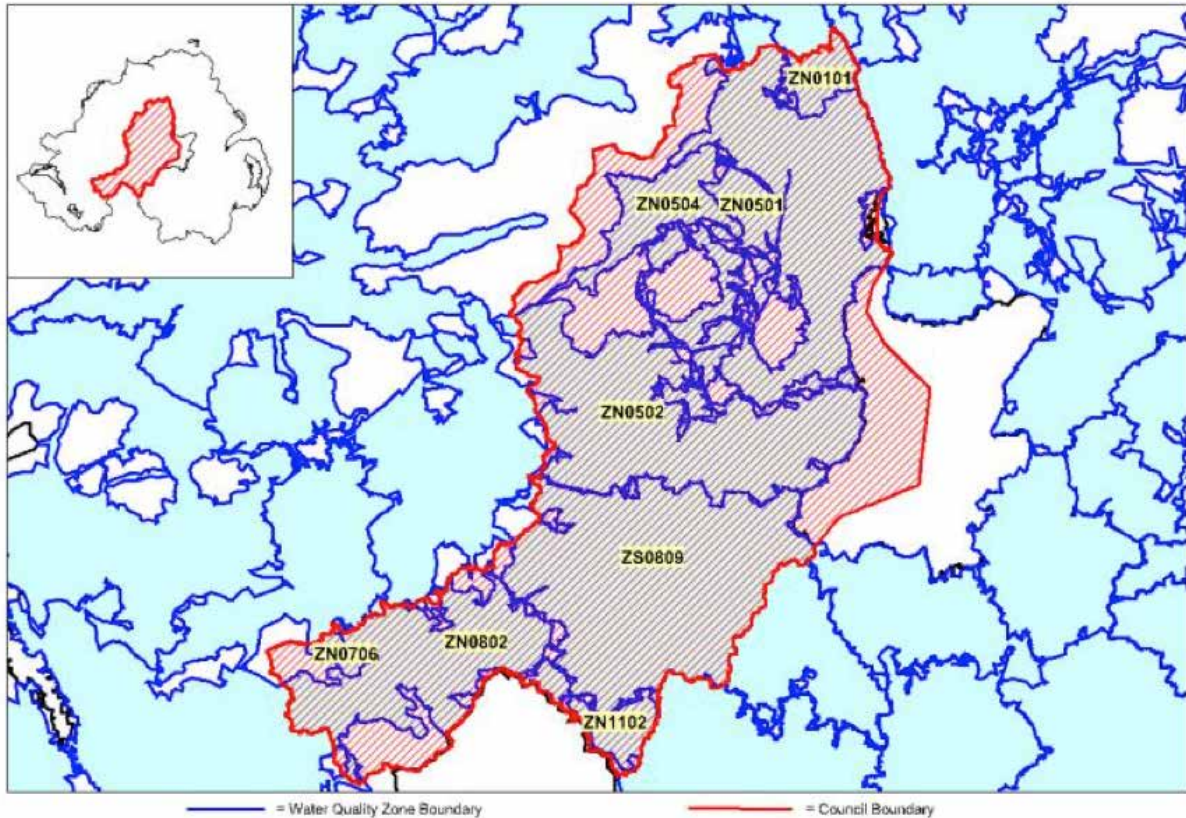 ZN0101
ZN0504 ZN0501
ZN0502
ZS0809
ZN0706 ZN0802
ZN1102
= Water Quality Zone Boundary = Council Boundary